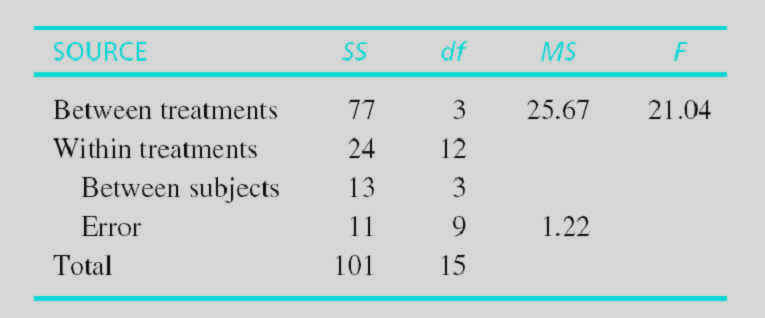 SOURCE SS df MS F
Between treatments 77 3 25.67 21.04
Within treatments 24 12
Between subjects 13 3
Error 11 9 1.22
Total 101 15